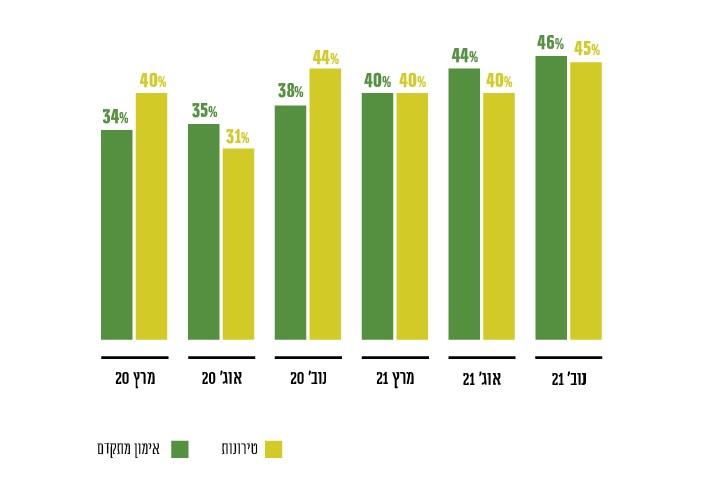 34% 40% 35% 31% 38% 44% 40% 40% 44% 40% 46% 45%
מרץ 20 אוג' 20 נוב' 20 מרץ 21 אוג' 21 נוב' 21
טירונות אימון מתקדם